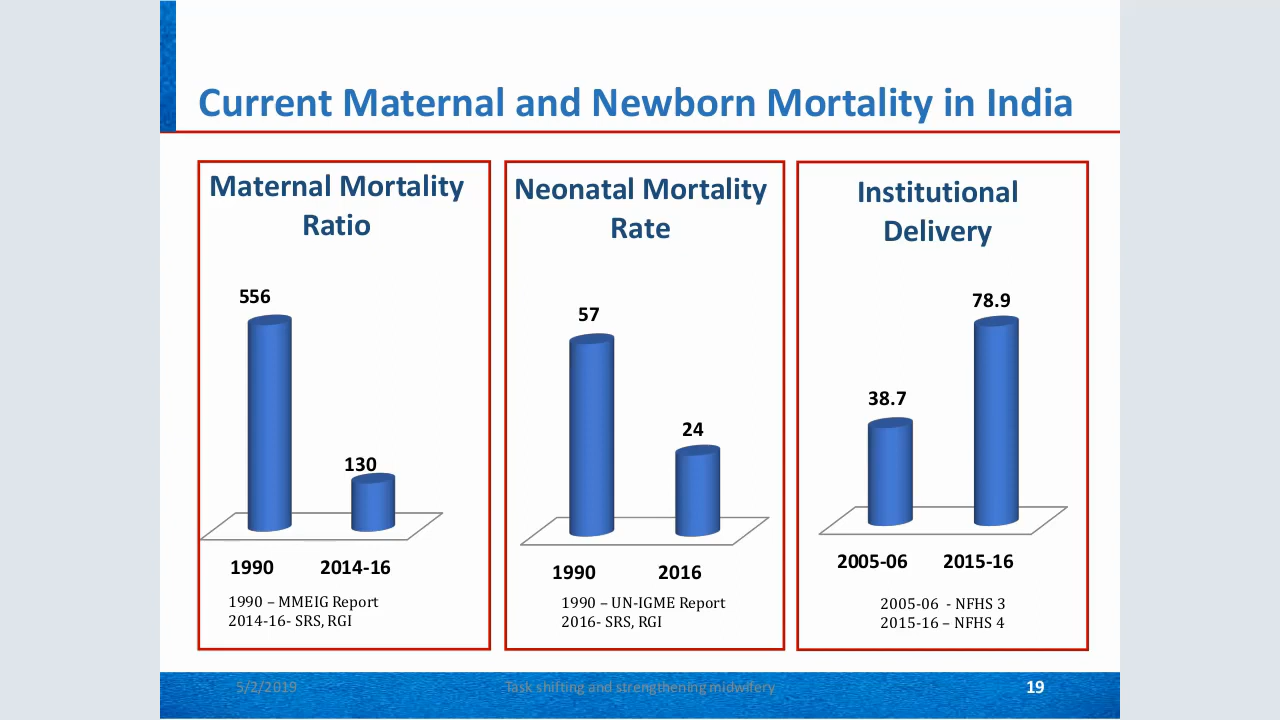 Current Maternal and Newborn Mortality in India
Maternal Mortality
Ratio
556
130
1990
2014-16
1990 – MMEIG Report
2014-16- SRS, RGI
Neonatal Mortality
Rate
57
24
1990
2016
1990 – UN-IGME Report
2016- SRS, RGI
Institutional
Delivery
38.7
78.9
2005-06
2015-16
2005-06 - NFHS 3
2015-16 – NFHS 4
5/2/2019
Task shifting and strengthening midwifery
19